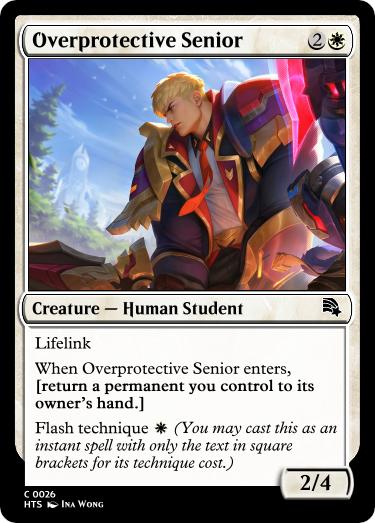 Overprotective Senior 2
Creature — Human Student
Lifelink
When Overprotective Senior enters,
[return a permanent you control to its
owner's hand.]
Flash technique (You may cast this as
an instant spell with only the text in square
brackets for its technique cost.)
2/4
C 0026
HTS Ina Wong